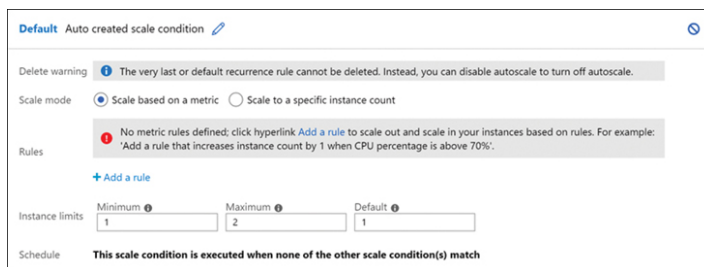 Default Auto created scale condition
Delete warning The very last or default recurrence rule cannot be deleted. Instead, you can disable autoscale to turn off autoscale.
Scale mode Scale based on a metric Scale to a specific instance count
Rules
No metric rules defined; click hyperlink Add a rule to scale out and scale in your instances based on rules. For example:
'Add a rule that increases instance count by 1 when CPU percentage is above 70%'.
+ Add a rule
Instance limits
Minimum Maximum Default
1 2 1
Schedule This scale condition is executed when none of the other scale condition(s) match